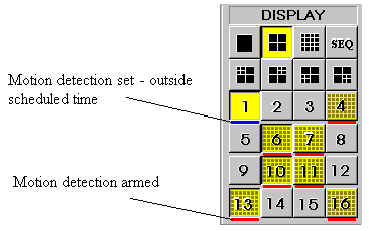 DISPLAY
SEQ
Motion detection set - outside
scheduled time
1 2 3 4
5 6 7 8
9 10 11 12
Motion detection armed
13 14 15 16